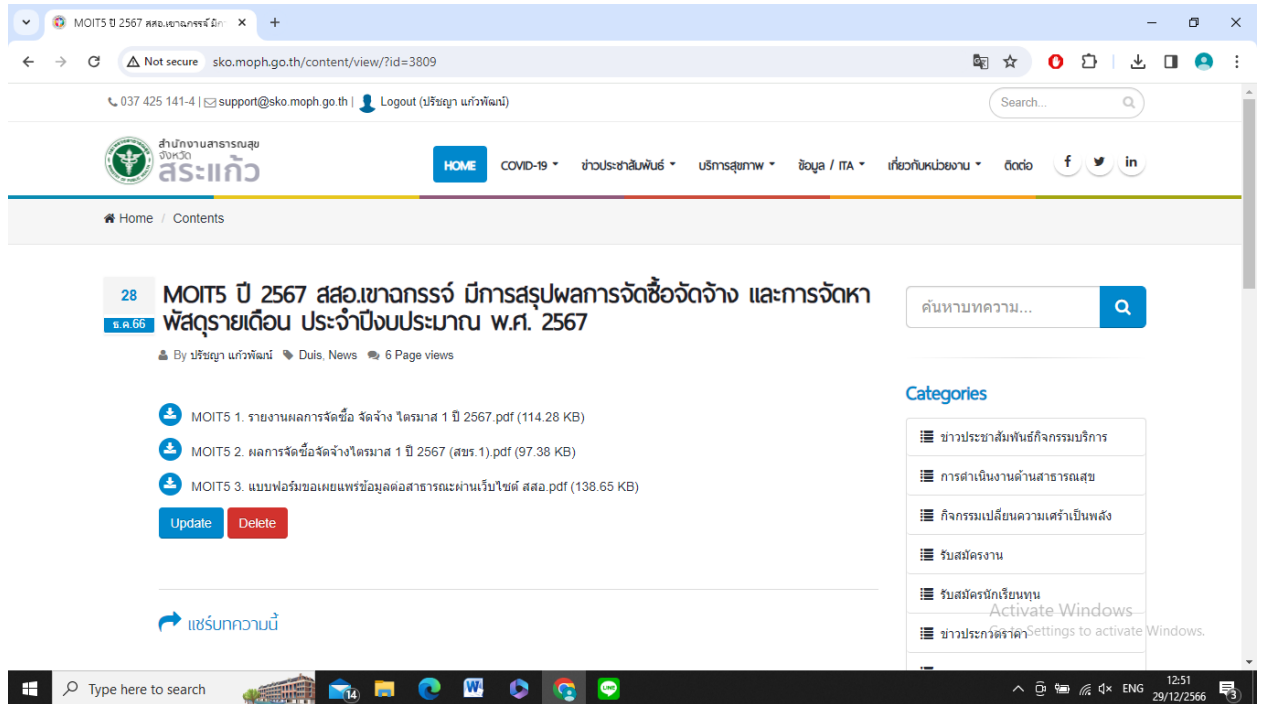 MOIT5 ปี 2567 สสอ.เขาฉกรรจ์ มีก
Not secure sko.moph.go.th/content/view/?id=3809
037 425 141-4 | support@sko.moph.go.th | Logout (ปรัชญา แก้วพัฒน์)
Search...
สำนักงานสาธารณสุข
จังหวัด
สระแก้ว
HOME COVID-19 ข่าวประชาสัมพันธ์ บริการสุขภาพ ข้อมูล / ITA เกี่ยวกับหน่วยงาน ติดต่อ f in
Home / Contents
28
ธ.ค.66
MOIT5 ปี 2567 สสอ.เขาฉกรรจ์ มีการสรุปผลการจัดซื้อจัดจ้าง และการจัดหา
พัสดุรายเดือน ประจำปีงบประมาณ พ.ศ. 2567
By ปรัชญา แก้วพัฒน์ Duis, News 6 Page views
MOIT5 1. รายงานผลการจัดซื้อ จัดจ้าง ไตรมาส 1 ปี 2567.pdf (114.28 KB)
MOIT5 2. ผลการจัดซื้อจัดจ้างไตรมาส 1 ปี 2567 (สขร.1).pdf (97.38 KB)
MOIT5 3. แบบฟอร์มขอเผยแพร่ข้อมูลต่อสาธารณะผ่านเว็บไซต์ สสอ.pdf (138.65 KB)
Update Delete
แชร์บทความนี้
ค้นหาบทความ...
Categories
ข่าวประชาสัมพันธ์กิจกรรมบริการ
การดำเนินงานด้านสาธารณสุข
กิจกรรมเปลี่ยนความเศร้าเป็นพลัง
รับสมัครงาน
รับสมัครนักเรียนทุน
ข่าวประกวดราคา
Activate Windows
Go to Settings to activate Windows.
Type here to search
14
W
LINE
ENG
12:51
29/12/2566
3